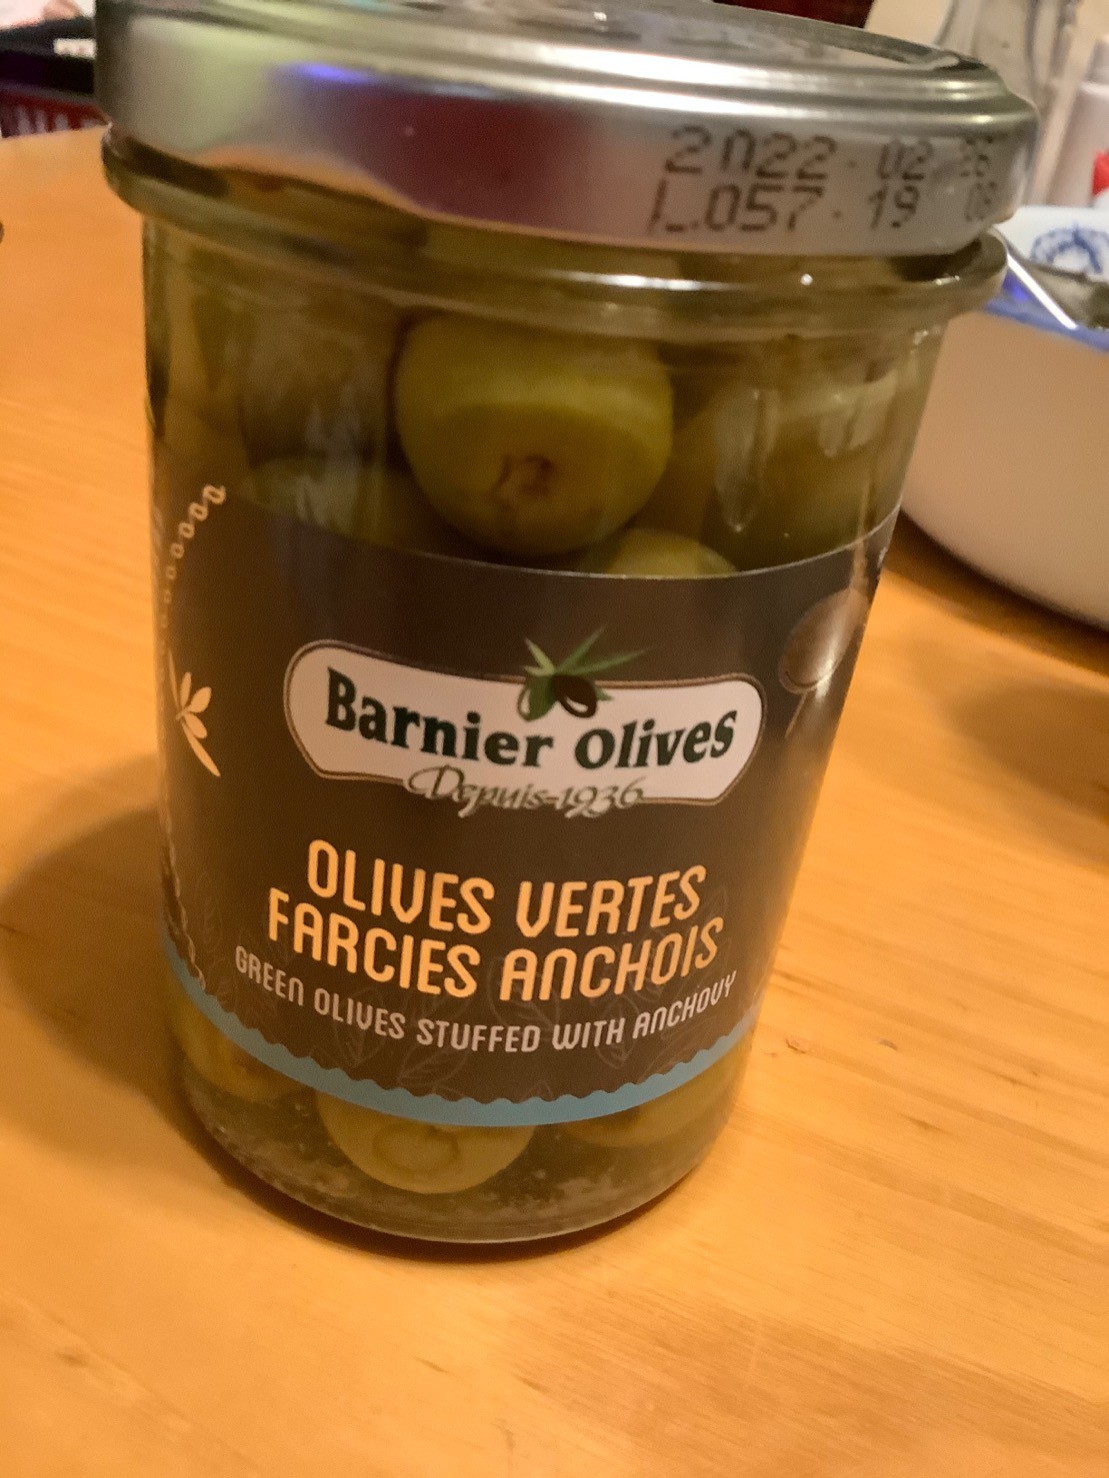 2022.02.26
L.057.19
Barnier Olives
Depuis-1936
OLIVES VERTES
FARCIES ANCHOIS
GREEN OLIVES STUFFED WITH ANCHOVY